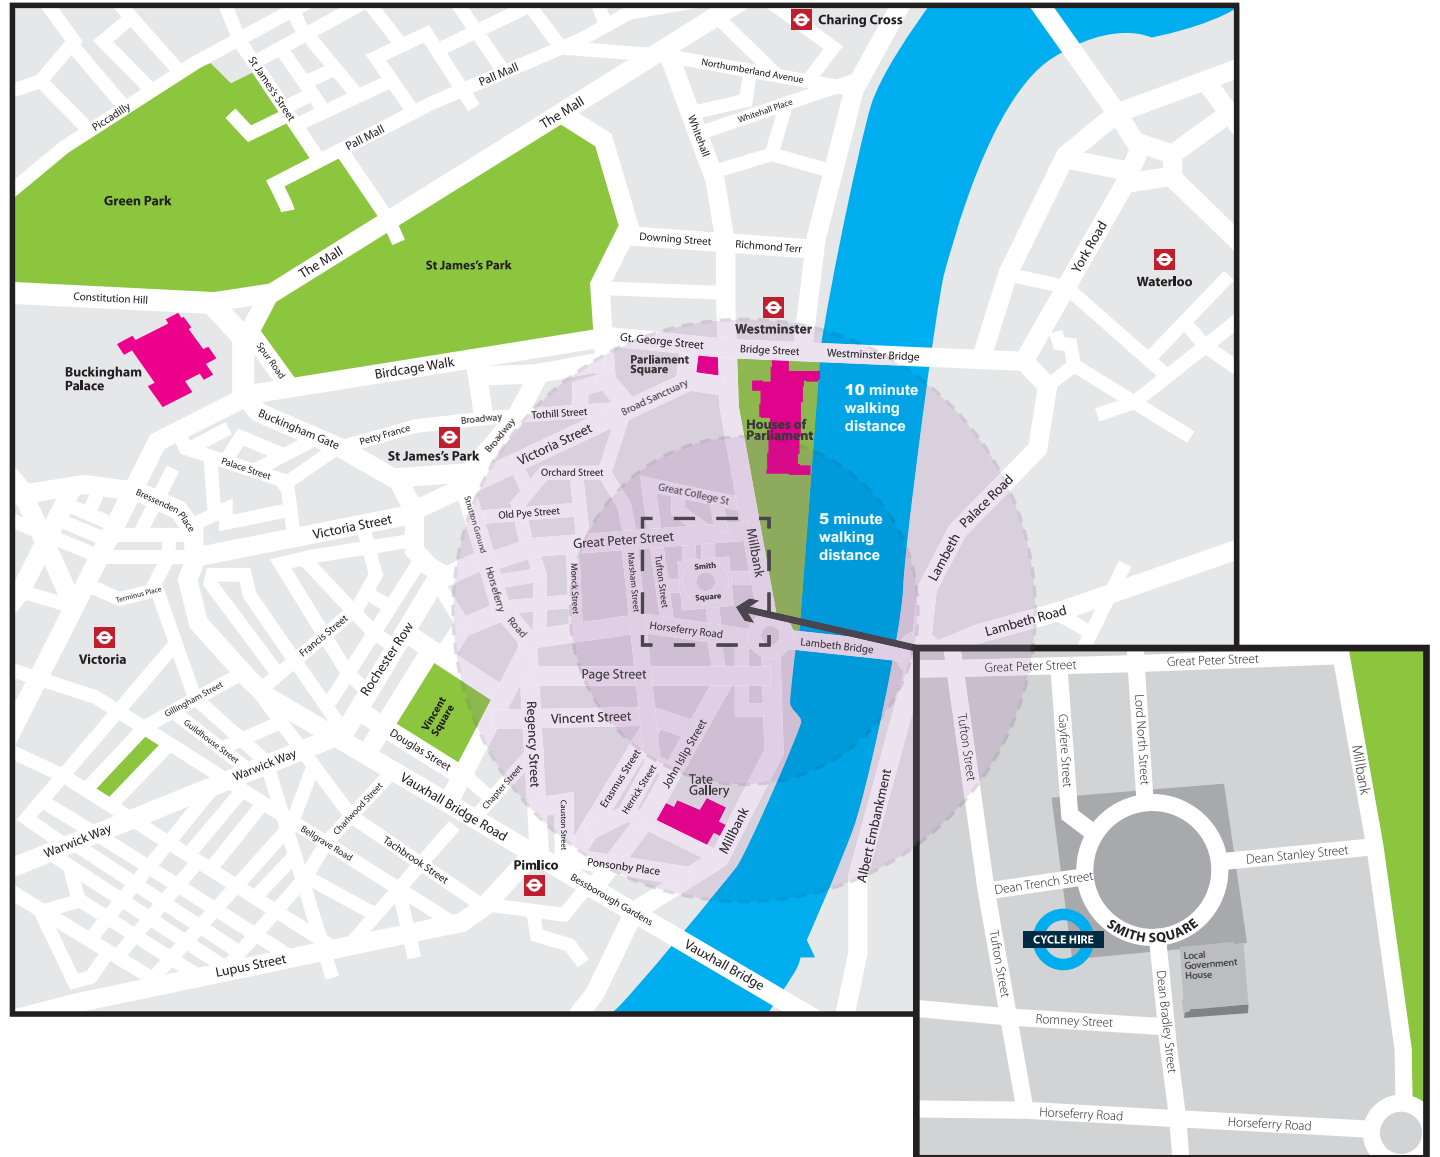 Charing Cross
St James's Street
Pall Mall
Northumberland Avenue
Piccadilly
The Mall
Whitehall Place
Whitehall
Pall Mall
Green Park
Downing Street
Richmond Terr
York Road
The Mall
St James's Park
Waterloo
Constitution Hill
Westminster
Gt. George Street
Bridge Street
Westminster Bridge
Spur Road
Birdcage Walk
Parliament
Square
Buckingham
Palace
10 minute
walking
distance
Broad Sanctuary
Buckingham Gate
Tothill Street
Broadway
Petty France
Broadway
Houses of
Parliament
St James's Park
Victoria Street
Palace Street
Orchard Street
Great College St
Bressenden Place
Strutton Ground
Old Pye Street
Palace Road
Victoria Street
5 minute
walking
distance
Great Peter Street
Millbank
Lambeth
Smith
Square
Tufton Street
Marsham Street
Monck Street
Horseferry
Road
Terminus Place
Francis Street
Lambeth Road
Horseferry Road
Lambeth Bridge
Victoria
Rochester Row
Page Street
Gillingham Street
Vincent
Square
Regency Street
Vincent Street
Guildhouse Street
Douglas Street
John Islip Street
Warwick Way
Erasmus Street
Herrick Street
Tate
Gallery
Chapter Street
Vauxhall Bridge Road
Charlwood Street
Causton Street
Albert Embankment
Millbank
Warwick Way
Bellgrave Road
Tachbrook Street
Pimlico
Ponsonby Place
Bessborough Gardens
Lupus Street
Vauxhall Bridge
Great Peter Street
Great Peter Street
Tufton Street
Gayfere Street
Lord North Street
Millbank
Dean Stanley Street
Dean Trench Street
SMITH SQUARE
CYCLE HIRE
Tufton Street
Local
Government
House
Dean Bradley Street
Romney Street
Horseferry Road
Horseferry Road